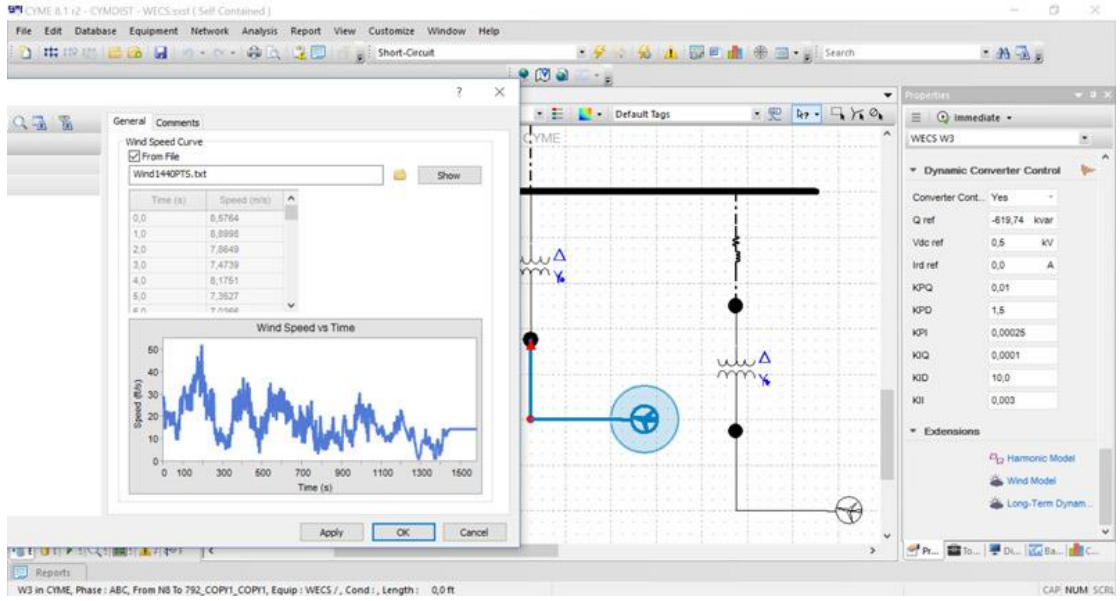 CYME 8.1 r2 - CYMDIST - WECS.sxst ( Self Contained )
File Edit Database Equipment Network Analysis Report View Customize Window Help
Short-Circuit
Search
Default Tags
CYME
General Comments
Wind Speed Curve
From File
Wind1440PTS.txt
Show
Time (s) Speed (m/s)
0,0 8,5764
1,0 8,8998
2,0 7,8649
3,0 7,4739
4,0 8,1751
5,0 7,3627
Wind Speed vs Time
Speed (ft/s)
50
40
30
20
10
0
0 100 300 500 700 900 1100 1300 1500
Time (s)
Apply OK Cancel
Properties
Immediate
WECS W3
Dynamic Converter Control
Converter Cont... Yes
Q ref -619,74 kvar
Vdc ref 0,5 kV
Ird ref 0,0 A
KPQ 0,01
KPD 1,5
KPI 0,00025
KIQ 0,0001
KID 10,0
KII 0,003
Extensions
Harmonic Model
Wind Model
Long-Term Dynam...
Pr... To... Di... Ba... C...
Reports
W3 in CYME, Phase : ABC, From N8 To 792_COPY1_COPY1, Equip : WECS / , Cond : , Length : 0,0 ft
CAP NUM SCRL